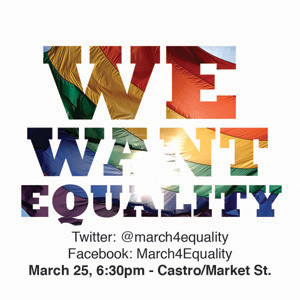 WE
WANT
EQUALITY
Twitter: @march4equality
Facebook: March4Equality
March 25, 6:30pm - Castro/Market St.